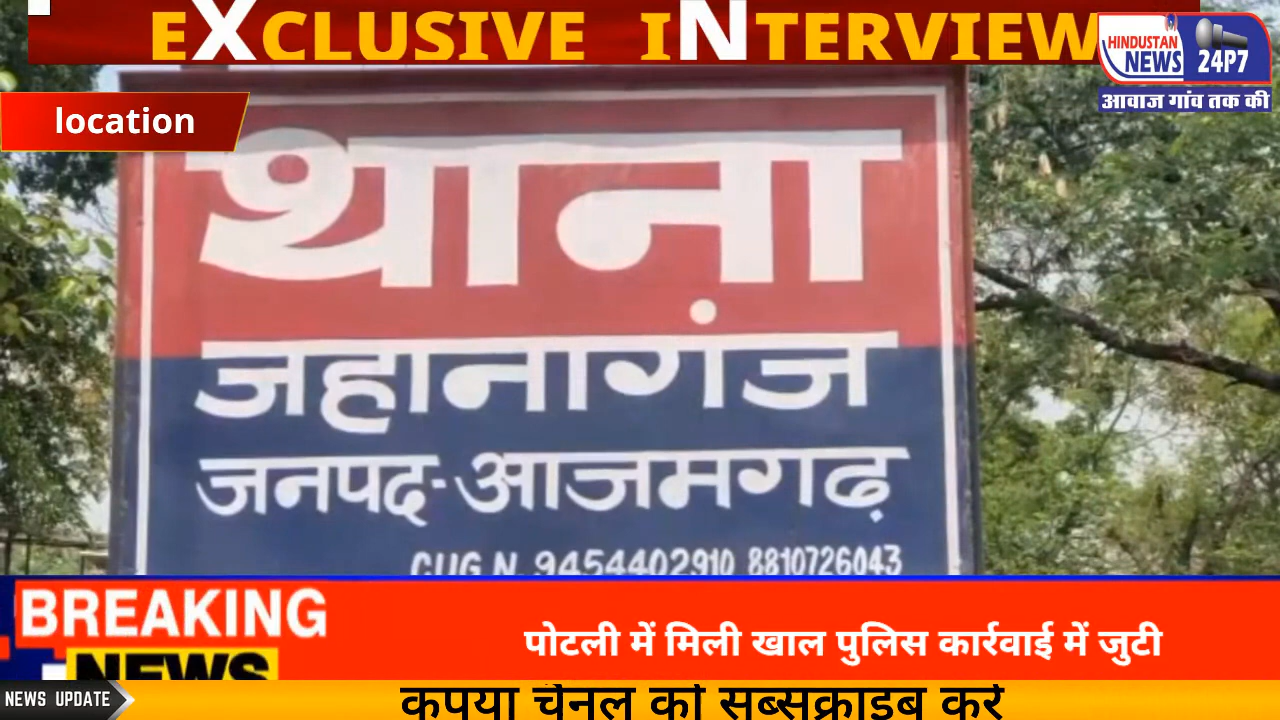 EXCLUSIVE INTERVIEW
HINDUSTAN
NEWS 24P7
आवाज गांव तक की
location
थाना
जहानागंज
जनपद-आजमगढ़
CUG N. 9454402910 8810726043
BREAKING
NEWS
पोटली में मिली खाल पुलिस कार्रवाई में जुटी
NEWS UPDATE
कृपया चैनल को सब्सक्राइब करें